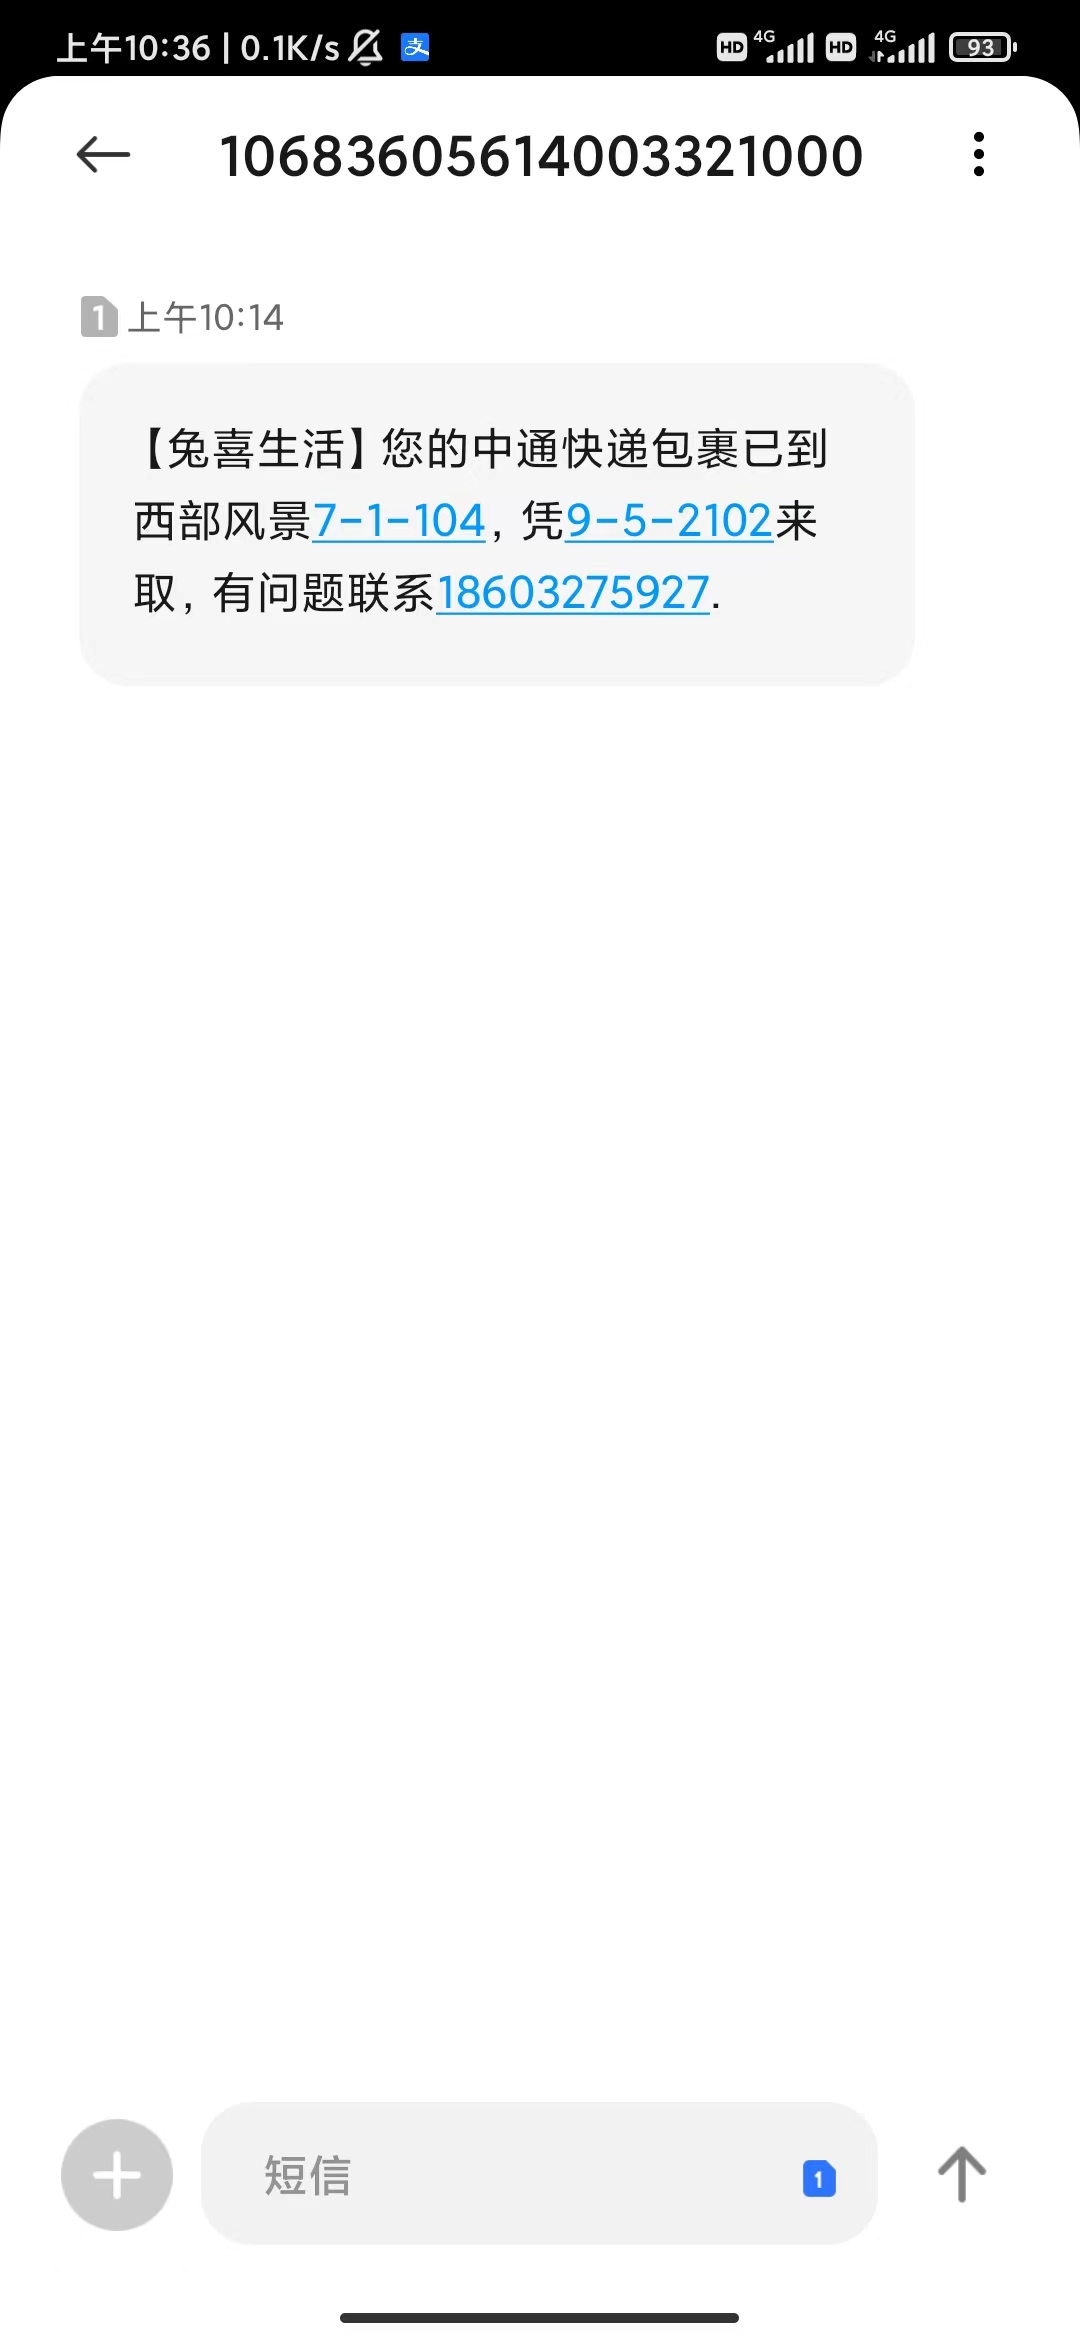 上午10:36 | 0.1K/s 支 HD 4G HD 4G 93
10683605614003321000
1 上午10:14
【兔喜生活】您的中通快递包裹已到
西部风景7-1-104, 凭9-5-2102来
取, 有问题联系18603275927.
短信 1